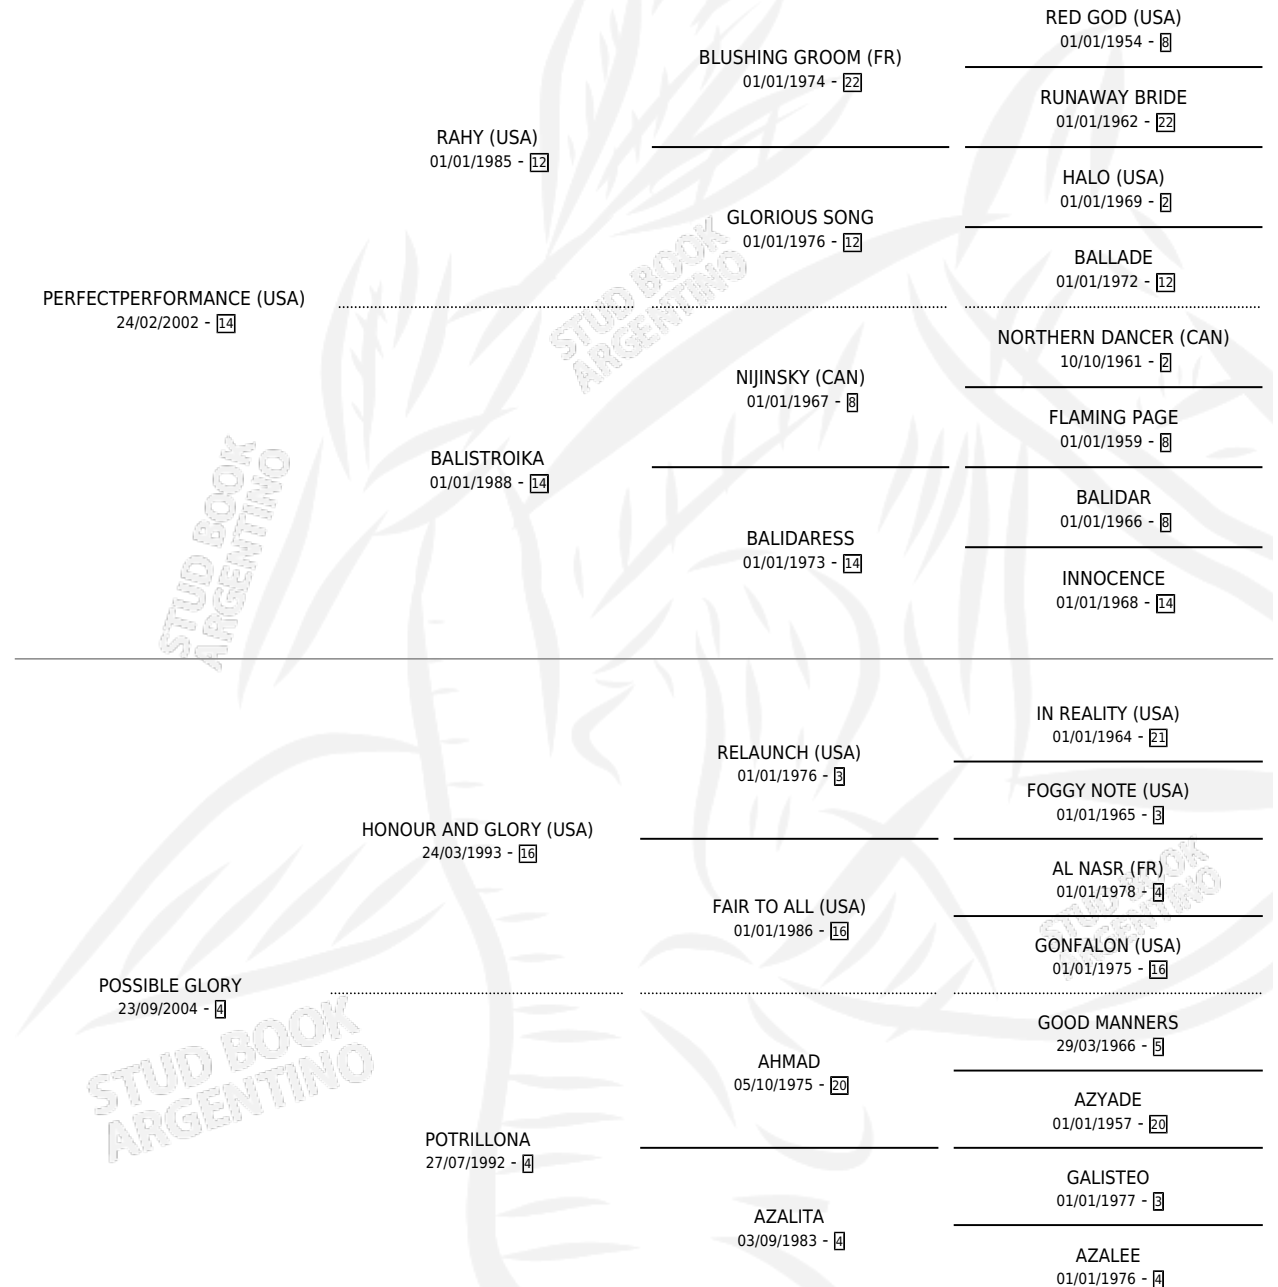 RED GOD (USA)
01/01/1954 - 8
BLUSHING GROOM (FR)
01/01/1974 - 22
RUNAWAY BRIDE
01/01/1962 - 22
RAHY (USA)
01/01/1985 - 12
HALO (USA)
01/01/1969 - 2
GLORIOUS SONG
01/01/1976 - 12
BALLADE
01/01/1972 - 12
PERFECTPERFORMANCE (USA)
24/02/2002 - 14
NORTHERN DANCER (CAN)
10/10/1961 - 2
NIJINSKY (CAN)
01/01/1967 - 8
FLAMING PAGE
01/01/1959 - 8
BALISTROIKA
01/01/1988 - 14
BALIDAR
01/01/1966 - 8
BALIDARESS
01/01/1973 - 14
INNOCENCE
01/01/1968 - 14
IN REALITY (USA)
01/01/1964 - 21
RELAUNCH (USA)
01/01/1976 - 3
FOGGY NOTE (USA)
01/01/1965 - 3
HONOUR AND GLORY (USA)
24/03/1993 - 16
AL NASR (FR)
01/01/1978 - 4
FAIR TO ALL (USA)
01/01/1986 - 16
GONFALON (USA)
01/01/1975 - 16
POSSIBLE GLORY
23/09/2004 - 4
GOOD MANNERS
29/03/1966 - 5
AHMAD
05/10/1975 - 20
AZYADE
01/01/1957 - 20
POTRILLONA
27/07/1992 - 4
GALISTEO
01/01/1977 - 3
AZALITA
03/09/1983 - 4
AZALEE
01/01/1976 - 4
STUD BOOK
ARGENTINO
STUD BOOK
ARGENTINO
STUD BOOK
ARGENTINO
STUD BOOK
ARGENTINO